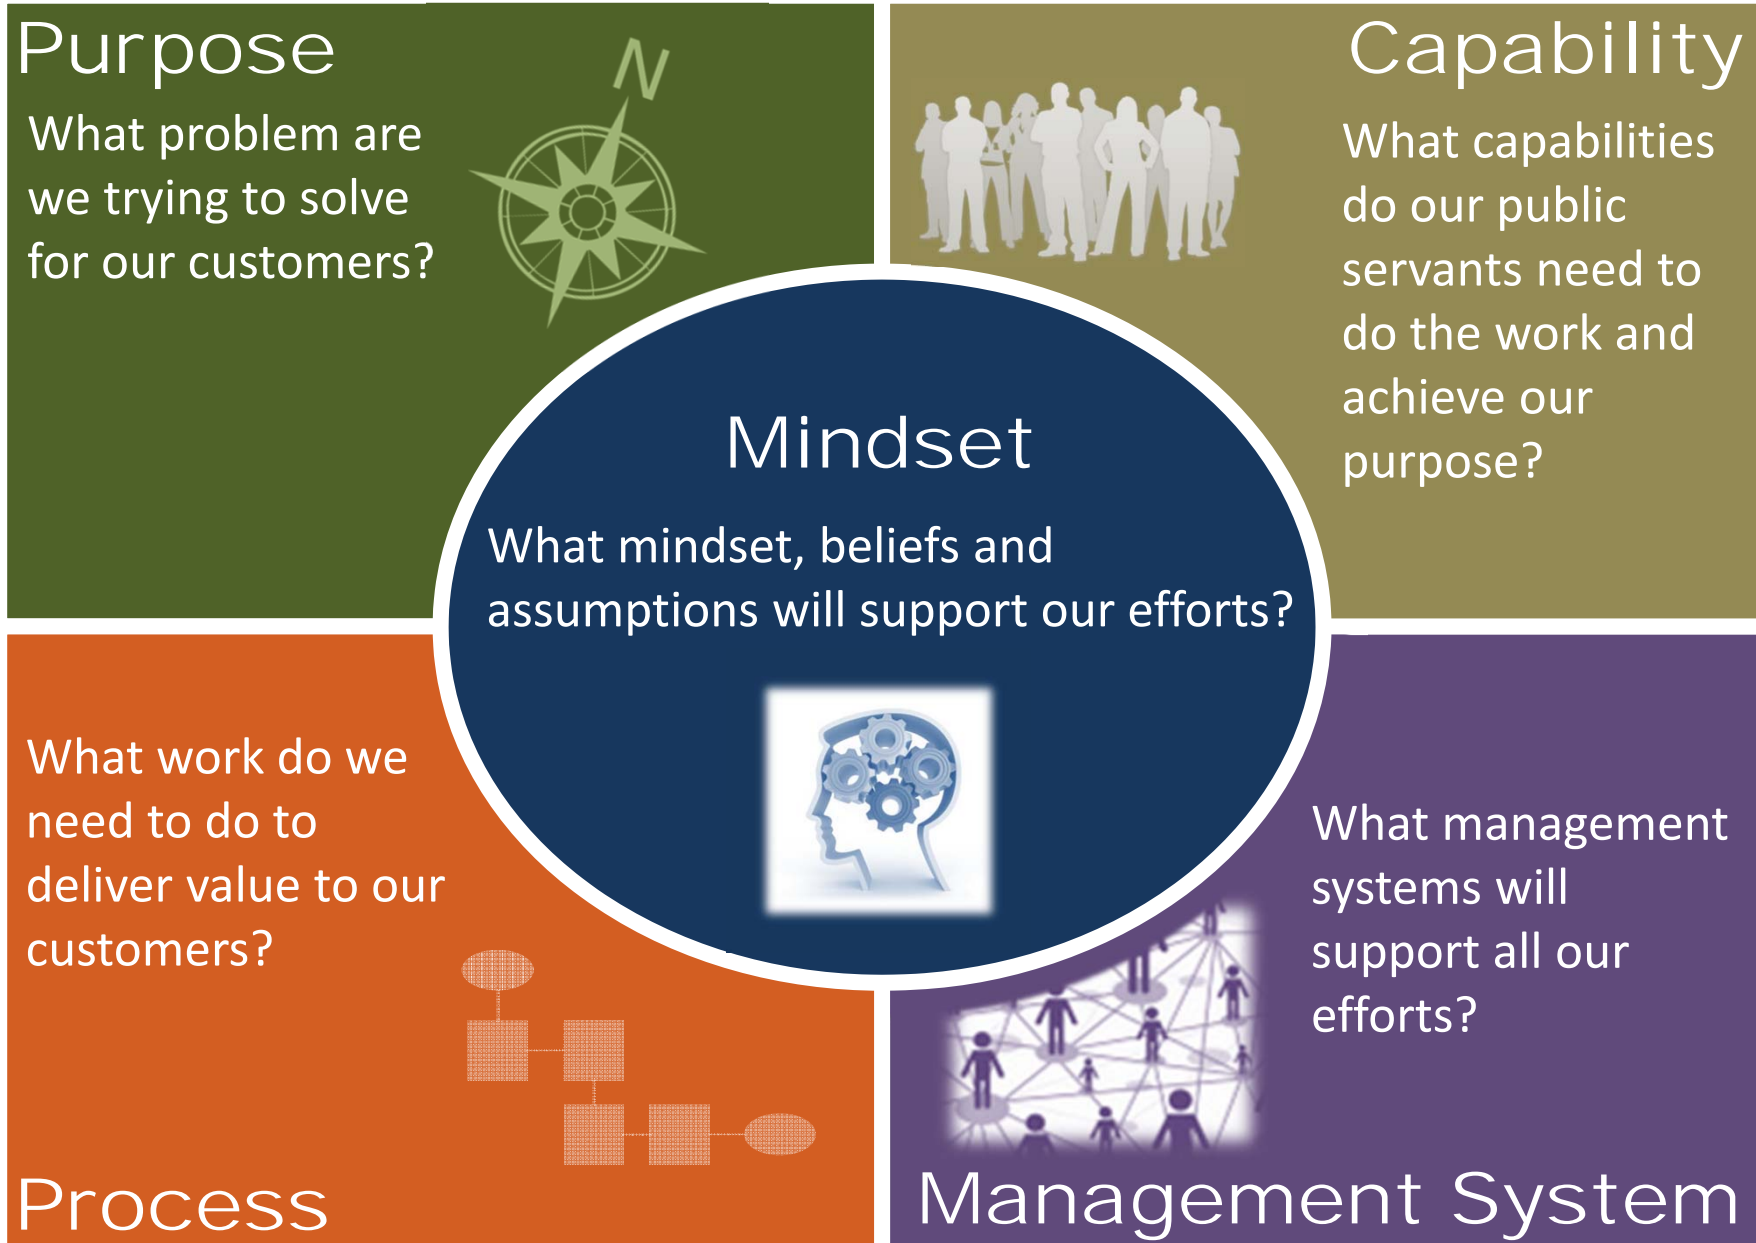 Purpose
What problem are
we trying to solve
for our customers?
N
Capability
What capabilities
do our public
servants need to
do the work and
achieve our
purpose?
Mindset
What mindset, beliefs and
assumptions will support our efforts?
What work do we
need to do to
deliver value to our
customers?
Process
What management
systems will
support all our
efforts?
Management System